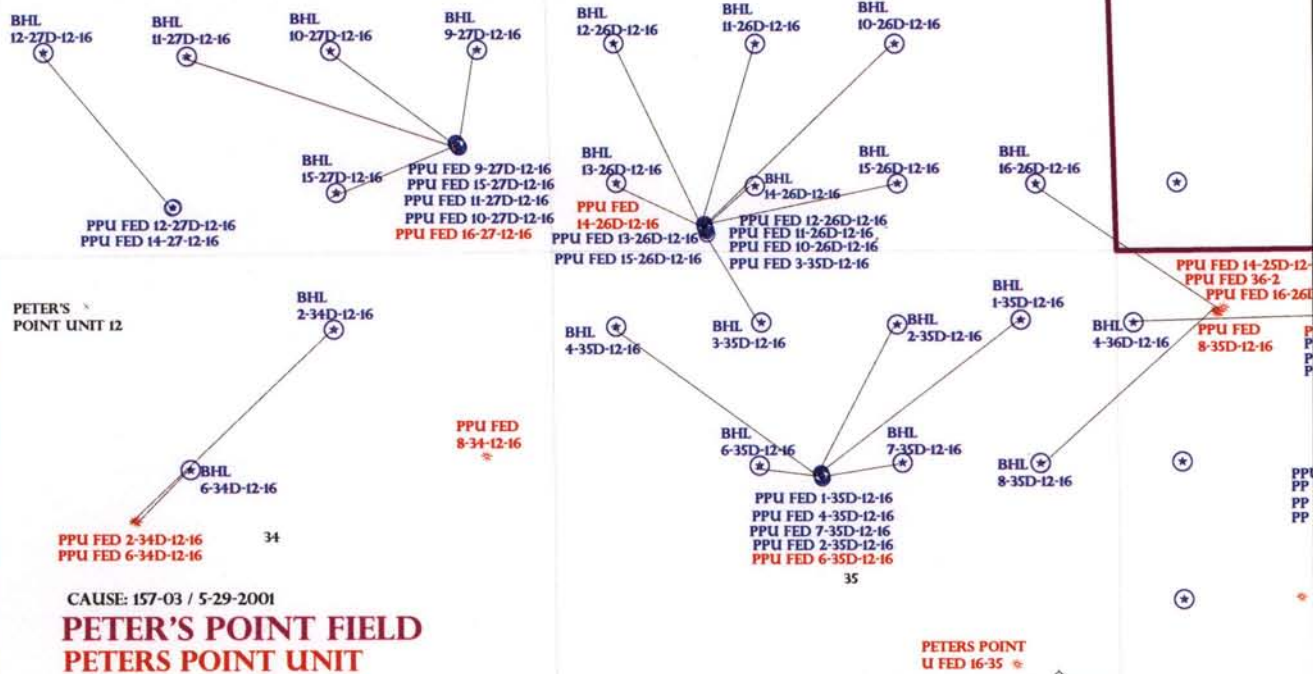 BHL
12-27D-12-16
BHL
11-27D-12-16
BHL
10-27D-12-16
BHL
9-27D-12-16
BHL
12-26D-12-16
BHL
11-26D-12-16
BHL
10-26D-12-16
BHL
15-27D-12-16
PPU FED 9-27D-12-16
PPU FED 15-27D-12-16
PPU FED 11-27D-12-16
PPU FED 10-27D-12-16
PPU FED 16-27-12-16
PPU FED 12-27D-12-16
PPU FED 14-27-12-16
BHL
13-26D-12-16
BHL
14-26D-12-16
BHL
15-26D-12-16
BHL
16-26D-12-16
PPU FED
14-26D-12-16
PPU FED 13-26D-12-16
PPU FED 15-26D-12-16
PPU FED 12-26D-12-16
PPU FED 11-26D-12-16
PPU FED 10-26D-12-16
PPU FED 3-35D-12-16
PPU FED 14-25D-12-
PPU FED 36-2
PPU FED 16-26D
PPU FED
8-35D-12-16
PETER'S
POINT UNIT 12
BHL
2-34D-12-16
BHL
4-35D-12-16
BHL
3-35D-12-16
BHL
2-35D-12-16
BHL
1-35D-12-16
BHL
4-36D-12-16
P
P
P
P
PPU FED
8-34-12-16
BHL
6-34D-12-16
BHL
6-35D-12-16
BHL
7-35D-12-16
BHL
8-35D-12-16
PPU
PP
PP
PP
PPU FED 2-34D-12-16
PPU FED 6-34D-12-16
34
PPU FED 1-35D-12-16
PPU FED 4-35D-12-16
PPU FED 7-35D-12-16
PPU FED 2-35D-12-16
PPU FED 6-35D-12-16
35
CAUSE: 157-03 / 5-29-2001
PETER'S POINT FIELD
PETERS POINT UNIT
PETERS POINT
U FED 16-35